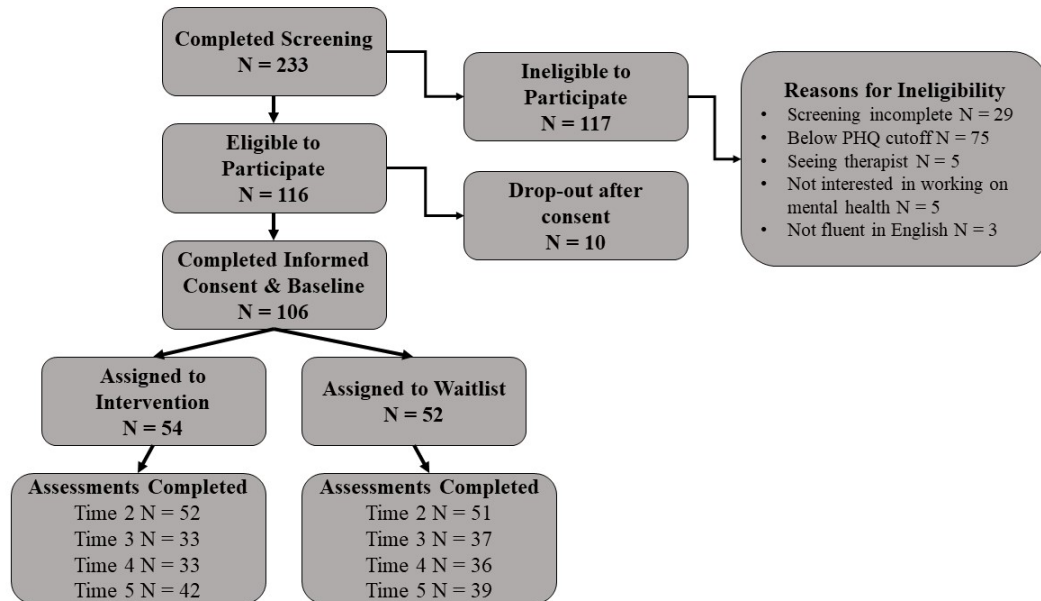 Completed Screening
N = 233
Ineligible to
Participate
N = 117
Reasons for Ineligibility
• Screening incomplete N = 29
• Below PHQ cutoff N = 75
• Seeing therapist N = 5
• Not interested in working on
mental health N = 5
• Not fluent in English N = 3
Eligible to
Participate
N = 116
Drop-out after
consent
N = 10
Completed Informed
Consent & Baseline
N = 106
Assigned to
Intervention
N = 54
Assigned to Waitlist
N = 52
Assessments Completed
Time 2 N = 52
Time 3 N = 33
Time 4 N = 33
Time 5 N = 42
Assessments Completed
Time 2 N = 51
Time 3 N = 37
Time 4 N = 36
Time 5 N = 39